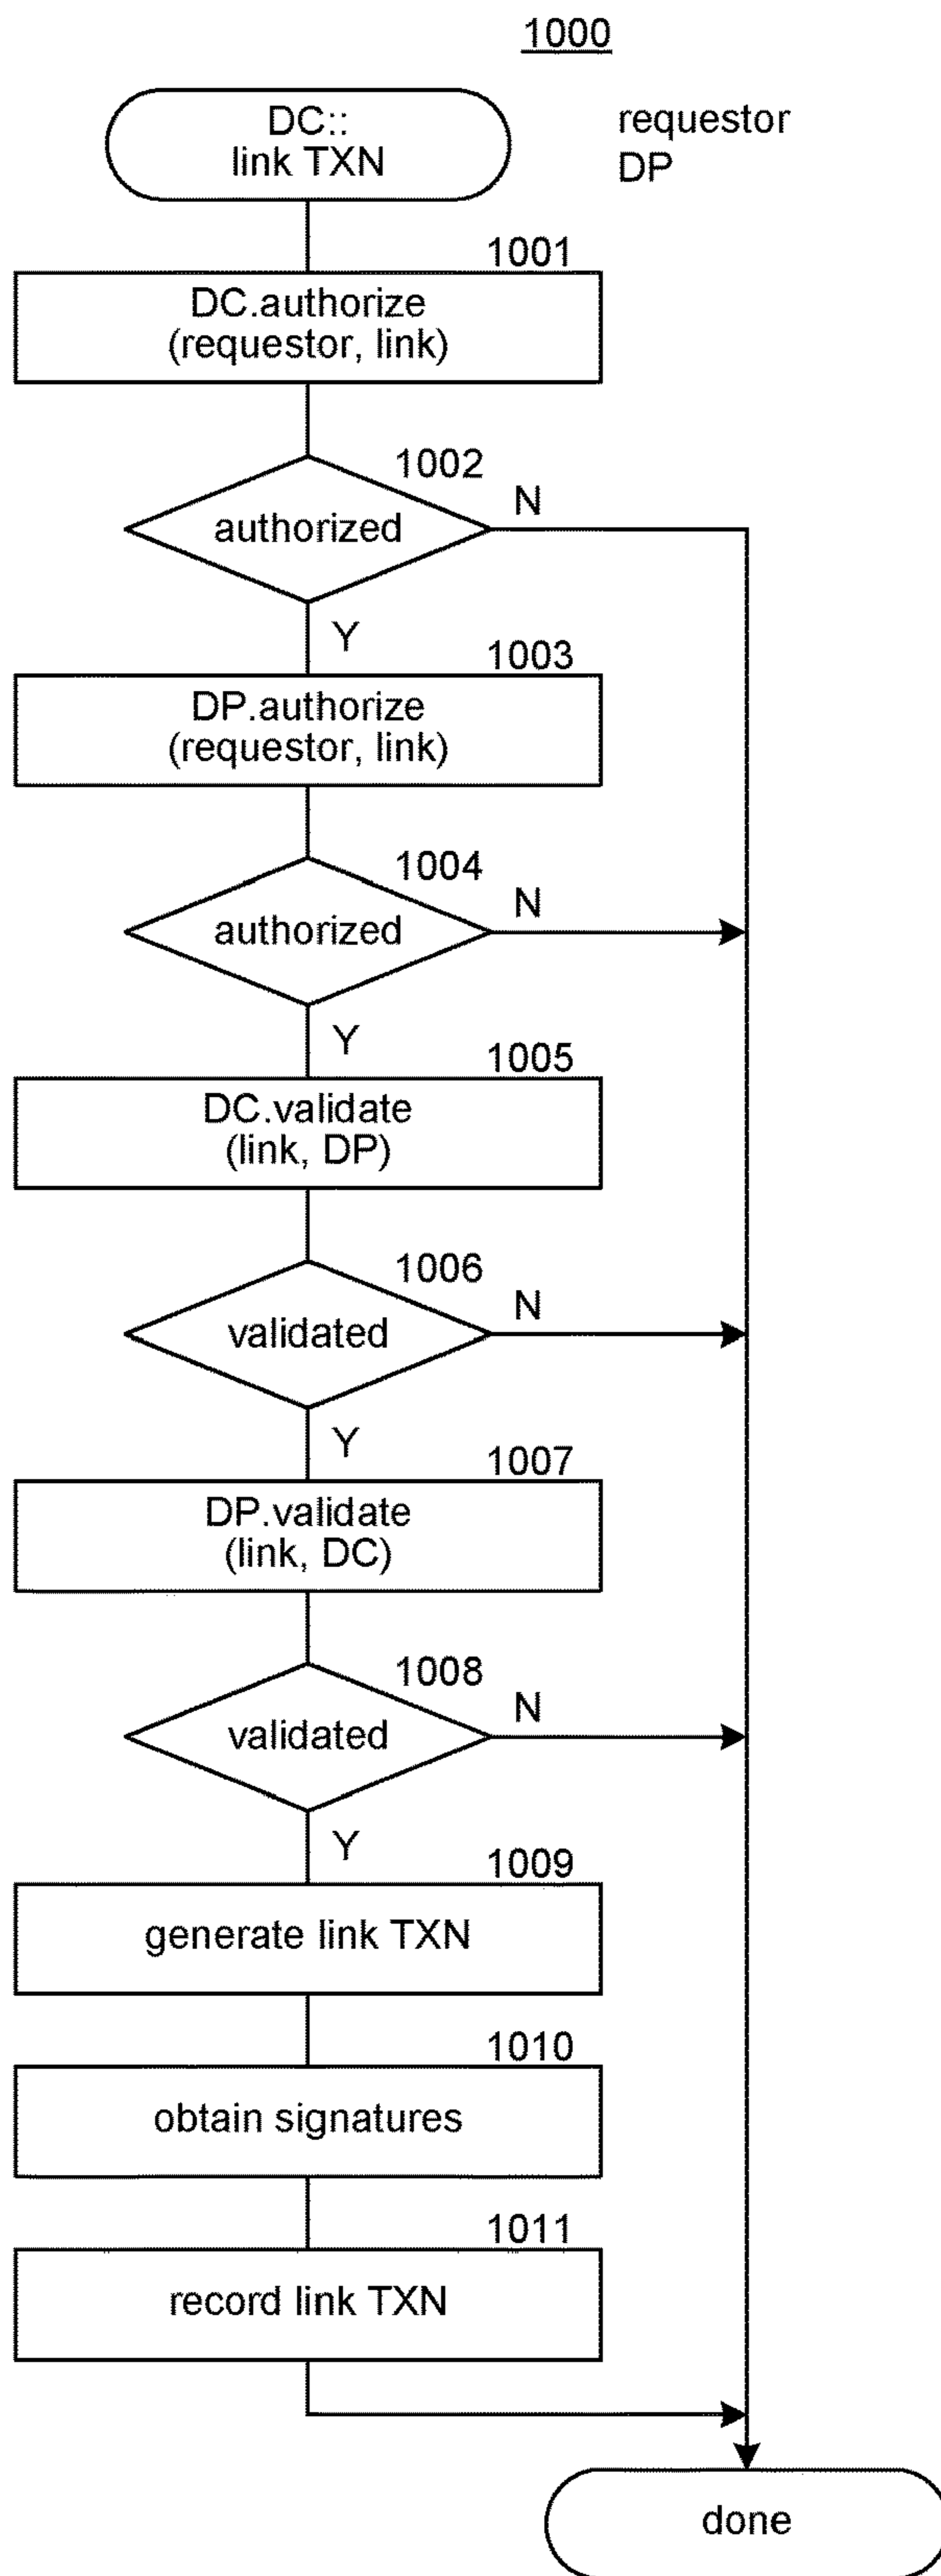 1000
DC::
link TXN
requestor
DP
1001
DC.authorize
(requestor, link)
1002
authorized
N
Y
1003
DP.authorize
(requestor, link)
1004
authorized
N
Y
1005
DC.validate
(link, DP)
1006
validated
N
Y
1007
DP.validate
(link, DC)
1008
validated
N
Y
1009
generate link TXN
1010
obtain signatures
1011
record link TXN
done